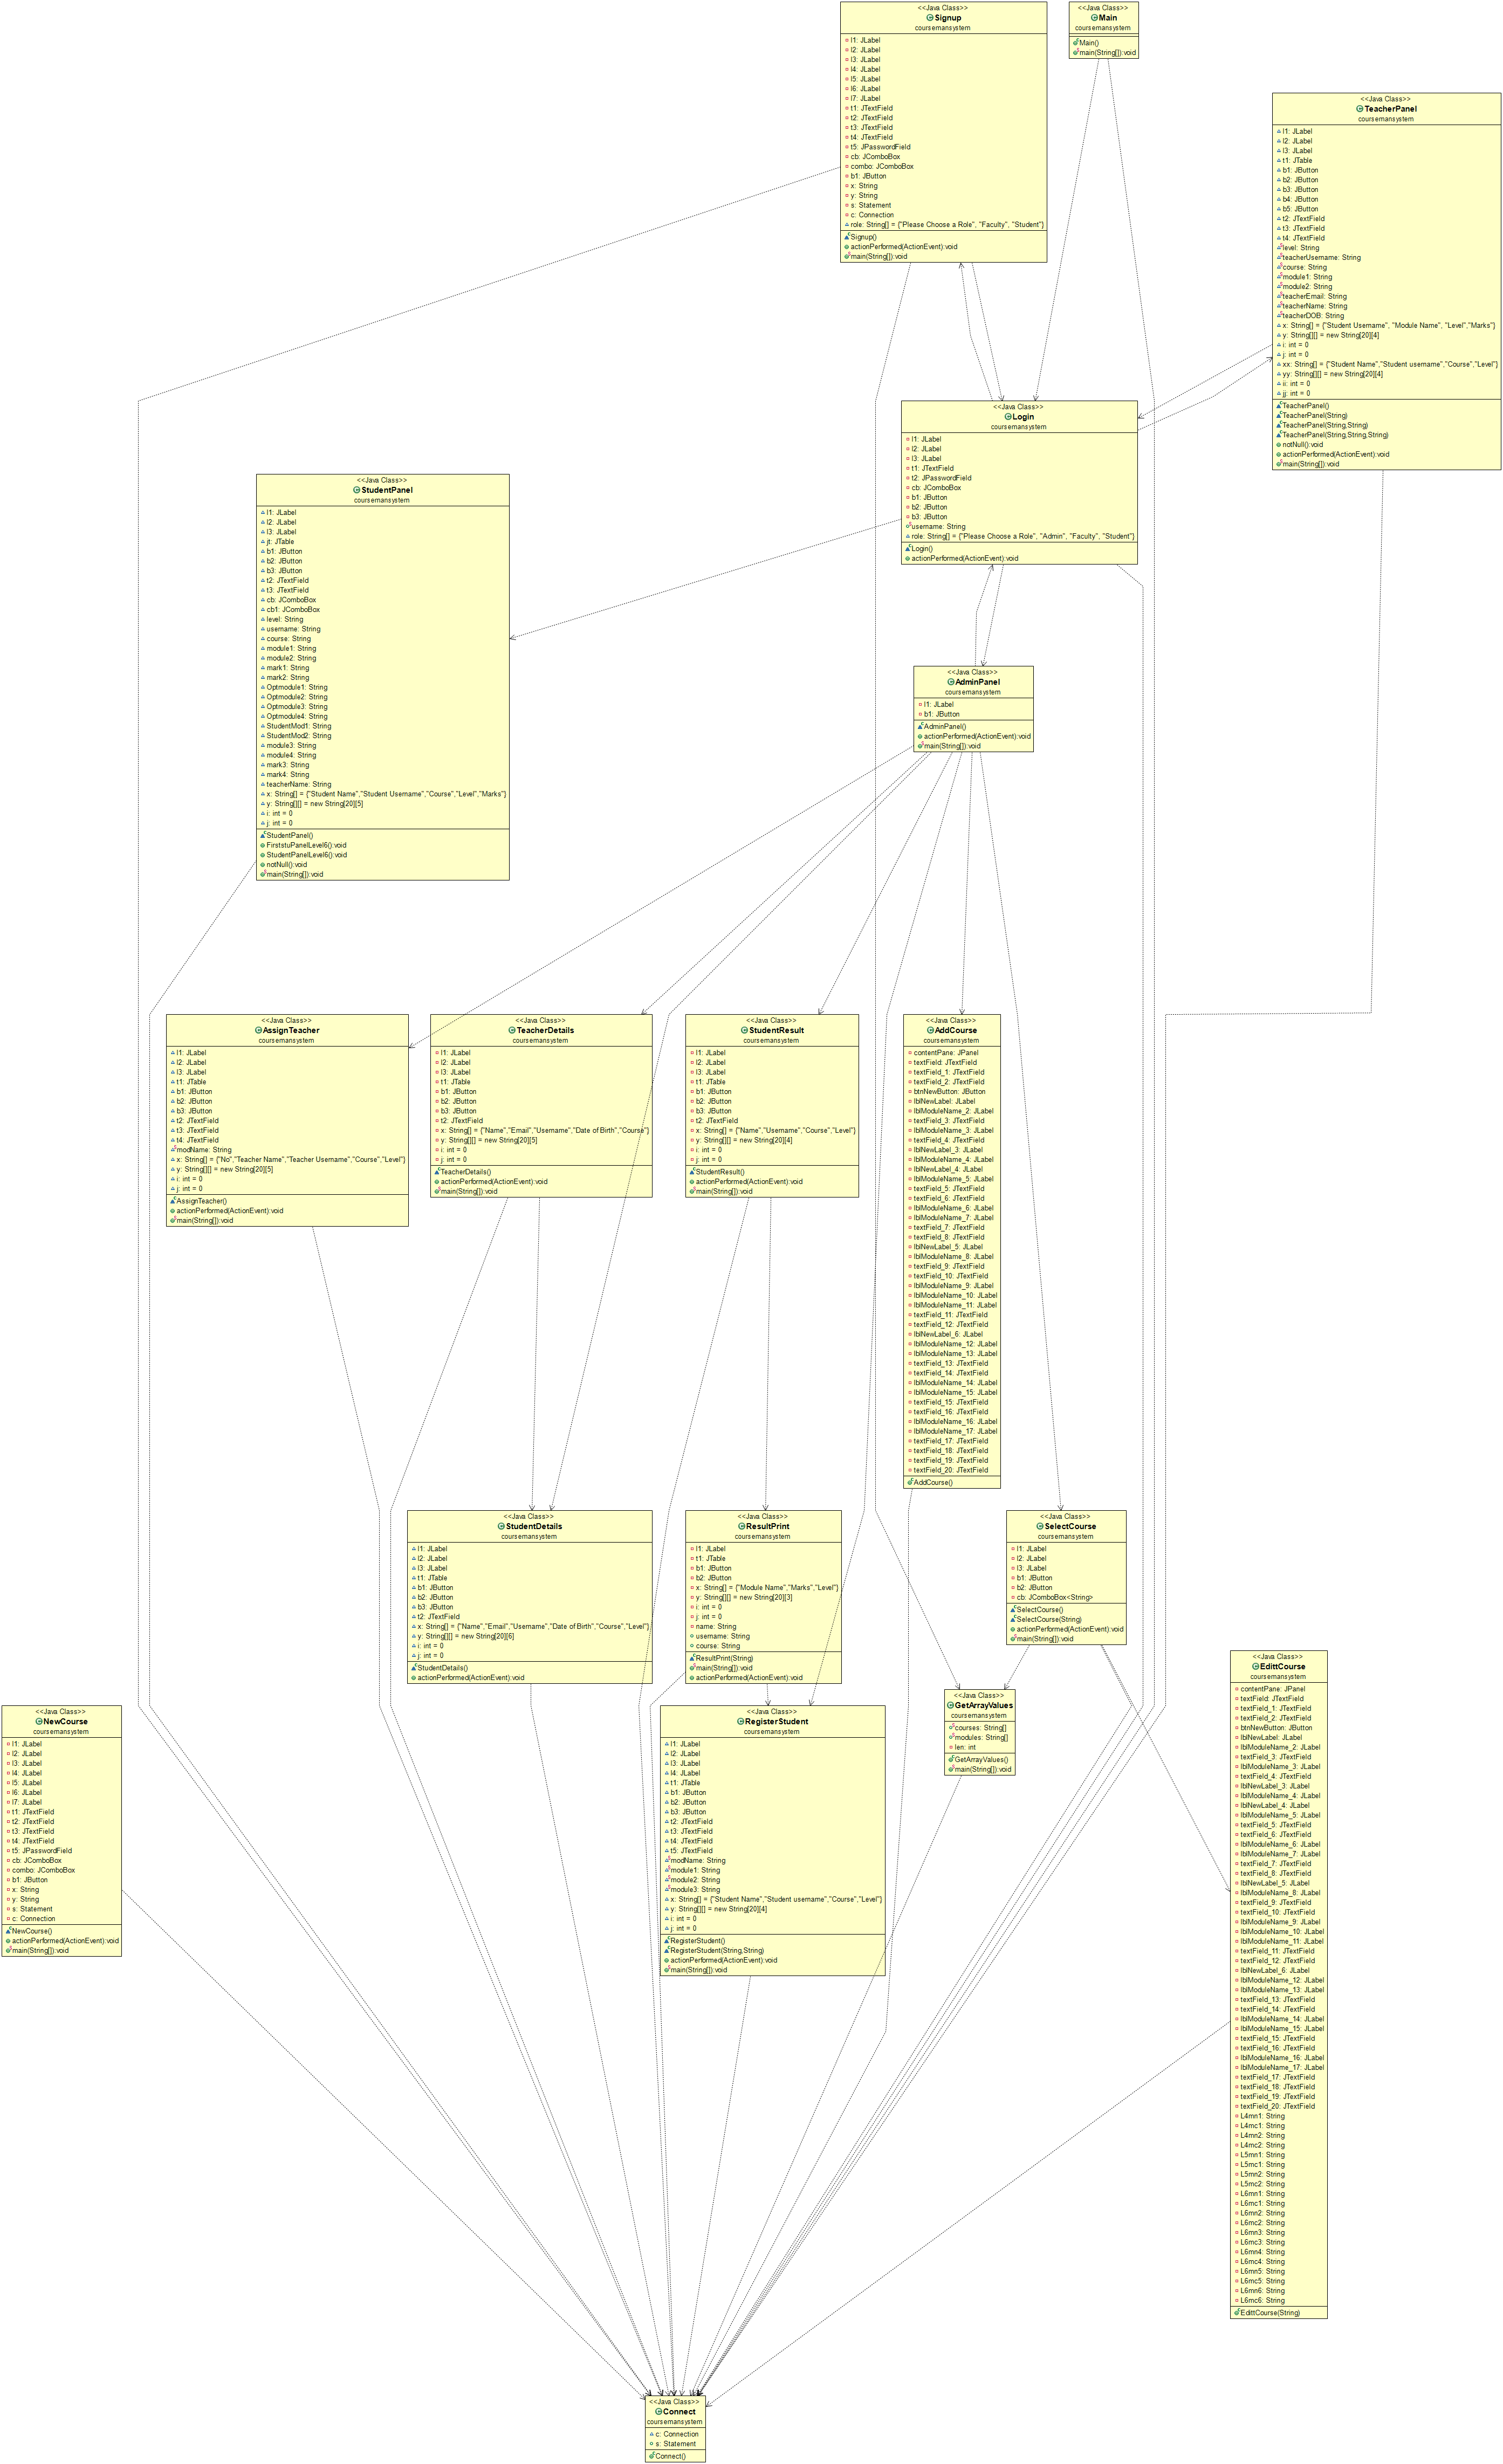 <<Java Class>>
Signup
coursemansystem
l1: JLabel
l2: JLabel
l3: JLabel
l4: JLabel
l5: JLabel
l6: JLabel
l7: JLabel
t1: JTextField
t2: JTextField
t3: JTextField
t4: JTextField
t5: JPasswordField
cb: JComboBox
combo: JComboBox
b1: JButton
x: String
y: String
s: Statement
c: Connection
role: String[] = {"Please Choose a Role", "Faculty", "Student"}
Signup()
actionPerformed(ActionEvent):void
main(String[]):void
<<Java Class>>
Main
coursemansystem
Main()
main(String[]):void
<<Java Class>>
TeacherPanel
coursemansystem
l1: JLabel
l2: JLabel
l3: JLabel
t1: JTable
b1: JButton
b2: JButton
b3: JButton
b4: JButton
b5: JButton
t2: JTextField
t3: JTextField
t4: JTextField
level: String
teacherUsername: String
course: String
module1: String
module2: String
teacherEmail: String
teacherName: String
teacherDOB: String
x: String[] = {"Student Username", "Module Name", "Level","Marks"}
y: String[][] = new String[20][4]
i: int = 0
j: int = 0
xx: String[] = {"Student Name","Student username","Course","Level"}
yy: String[][] = new String[20][4]
ii: int = 0
jj: int = 0
TeacherPanel()
TeacherPanel(String)
TeacherPanel(String,String)
TeacherPanel(String,String,String)
notNull():void
actionPerformed(ActionEvent):void
main(String[]):void
<<Java Class>>
Login
coursemansystem
l1: JLabel
l2: JLabel
l3: JLabel
t1: JTextField
t2: JPasswordField
cb: JComboBox
b1: JButton
b2: JButton
b3: JButton
username: String
role: String[] = {"Please Choose a Role", "Admin", "Faculty", "Student"}
Login()
actionPerformed(ActionEvent):void
<<Java Class>>
StudentPanel
coursemansystem
l1: JLabel
l2: JLabel
l3: JLabel
jt: JTable
b1: JButton
b2: JButton
b3: JButton
t2: JTextField
t3: JTextField
cb: JComboBox
cb1: JComboBox
level: String
username: String
course: String
module1: String
module2: String
mark1: String
mark2: String
Optmodule1: String
Optmodule2: String
Optmodule3: String
Optmodule4: String
StudentMod1: String
StudentMod2: String
module3: String
module4: String
mark3: String
mark4: String
teacherName: String
x: String[] = {"Student Name","Student Username","Course","Level","Marks"}
y: String[][] = new String[20][5]
i: int = 0
j: int = 0
StudentPanel()
FirststuPanelLevel6():void
StudentPanelLevel6():void
notNull():void
main(String[]):void
<<Java Class>>
AdminPanel
coursemansystem
l1: JLabel
b1: JButton
AdminPanel()
actionPerformed(ActionEvent):void
main(String[]):void
<<Java Class>>
AssignTeacher
coursemansystem
l1: JLabel
l2: JLabel
l3: JLabel
t1: JTable
b1: JButton
b2: JButton
b3: JButton
t2: JTextField
t3: JTextField
t4: JTextField
modName: String
x: String[] = {"No","Teacher Name","Teacher Username","Course","Level"}
y: String[][] = new String[20][5]
i: int = 0
j: int = 0
AssignTeacher()
actionPerformed(ActionEvent):void
main(String[]):void
<<Java Class>>
TeacherDetails
coursemansystem
l1: JLabel
l2: JLabel
l3: JLabel
t1: JTable
b1: JButton
b2: JButton
b3: JButton
t2: JTextField
x: String[] = {"Name","Email","Username","Date of Birth","Course"}
y: String[][] = new String[20][5]
i: int = 0
j: int = 0
TeacherDetails()
actionPerformed(ActionEvent):void
main(String[]):void
<<Java Class>>
StudentResult
coursemansystem
l1: JLabel
l2: JLabel
l3: JLabel
t1: JTable
b1: JButton
b2: JButton
b3: JButton
t2: JTextField
x: String[] = {"Name","Username","Course","Level"}
y: String[][] = new String[20][4]
i: int = 0
j: int = 0
StudentResult()
actionPerformed(ActionEvent):void
main(String[]):void
<<Java Class>>
AddCourse
coursemansystem
contentPane: JPanel
textField: JTextField
textField_1: JTextField
textField_2: JTextField
btnNewButton: JButton
lblNewLabel: JLabel
lblModuleName_2: JLabel
textField_3: JTextField
lblModuleName_3: JLabel
textField_4: JTextField
lblNewLabel_3: JLabel
lblModuleName_4: JLabel
lblNewLabel_4: JLabel
lblModuleName_5: JLabel
textField_5: JTextField
textField_6: JTextField
lblModuleName_6: JLabel
lblModuleName_7: JLabel
textField_7: JTextField
textField_8: JTextField
lblNewLabel_5: JLabel
lblModuleName_8: JLabel
textField_9: JTextField
textField_10: JTextField
lblModuleName_9: JLabel
lblModuleName_10: JLabel
lblModuleName_11: JLabel
textField_11: JTextField
textField_12: JTextField
lblNewLabel_6: JLabel
lblModuleName_12: JLabel
lblModuleName_13: JLabel
textField_13: JTextField
textField_14: JTextField
lblModuleName_14: JLabel
lblModuleName_15: JLabel
textField_15: JTextField
textField_16: JTextField
lblModuleName_16: JLabel
lblModuleName_17: JLabel
textField_17: JTextField
textField_18: JTextField
textField_19: JTextField
textField_20: JTextField
AddCourse()
<<Java Class>>
StudentDetails
coursemansystem
l1: JLabel
l2: JLabel
l3: JLabel
t1: JTable
b1: JButton
b2: JButton
b3: JButton
t2: JTextField
x: String[] = {"Name","Email","Username","Date of Birth","Course","Level"}
y: String[][] = new String[20][6]
i: int = 0
j: int = 0
StudentDetails()
actionPerformed(ActionEvent):void
<<Java Class>>
ResultPrint
coursemansystem
l1: JLabel
t1: JTable
b1: JButton
b2: JButton
x: String[] = {"Module Name","Marks","Level"}
y: String[][] = new String[20][3]
i: int = 0
j: int = 0
name: String
username: String
course: String
ResultPrint(String)
main(String[]):void
actionPerformed(ActionEvent):void
<<Java Class>>
SelectCourse
coursemansystem
l1: JLabel
l2: JLabel
l3: JLabel
b1: JButton
b2: JButton
cb: JComboBox<String>
SelectCourse()
SelectCourse(String)
actionPerformed(ActionEvent):void
main(String[]):void
<<Java Class>>
EdittCourse
coursemansystem
contentPane: JPanel
textField: JTextField
textField_1: JTextField
textField_2: JTextField
btnNewButton: JButton
lblNewLabel: JLabel
lblModuleName_2: JLabel
textField_3: JTextField
lblModuleName_3: JLabel
textField_4: JTextField
lblNewLabel_3: JLabel
lblModuleName_4: JLabel
lblNewLabel_4: JLabel
lblModuleName_5: JLabel
textField_5: JTextField
textField_6: JTextField
lblModuleName_6: JLabel
lblModuleName_7: JLabel
textField_7: JTextField
textField_8: JTextField
lblNewLabel_5: JLabel
lblModuleName_8: JLabel
textField_9: JTextField
textField_10: JTextField
lblModuleName_9: JLabel
lblModuleName_10: JLabel
lblModuleName_11: JLabel
textField_11: JTextField
textField_12: JTextField
lblNewLabel_6: JLabel
lblModuleName_12: JLabel
lblModuleName_13: JLabel
textField_13: JTextField
textField_14: JTextField
lblModuleName_14: JLabel
lblModuleName_15: JLabel
textField_15: JTextField
textField_16: JTextField
lblModuleName_16: JLabel
lblModuleName_17: JLabel
textField_17: JTextField
textField_18: JTextField
textField_19: JTextField
textField_20: JTextField
L4mn1: String
L4mc1: String
L4mn2: String
L4mc2: String
L5mn1: String
L5mc1: String
L5mn2: String
L5mc2: String
L6mn1: String
L6mc1: String
L6mn2: String
L6mc2: String
L6mn3: String
L6mc3: String
L6mn4: String
L6mc4: String
L6mn5: String
L6mc5: String
L6mn6: String
L6mc6: String
EdittCourse(String)
<<Java Class>>
GetArrayValues
coursemansystem
courses: String[]
modules: String[]
len: int
GetArrayValues()
main(String[]):void
<<Java Class>>
NewCourse
coursemansystem
l1: JLabel
l2: JLabel
l3: JLabel
l4: JLabel
l5: JLabel
l6: JLabel
l7: JLabel
t1: JTextField
t2: JTextField
t3: JTextField
t4: JTextField
t5: JPasswordField
cb: JComboBox
combo: JComboBox
b1: JButton
x: String
y: String
s: Statement
c: Connection
NewCourse()
actionPerformed(ActionEvent):void
main(String[]):void
<<Java Class>>
RegisterStudent
coursemansystem
l1: JLabel
l2: JLabel
l3: JLabel
l4: JLabel
t1: JTable
b1: JButton
b2: JButton
b3: JButton
t2: JTextField
t3: JTextField
t4: JTextField
t5: JTextField
modName: String
module1: String
module2: String
module3: String
x: String[] = {"Student Name","Student username","Course","Level"}
y: String[][] = new String[20][4]
i: int = 0
j: int = 0
RegisterStudent()
RegisterStudent(String,String)
actionPerformed(ActionEvent):void
main(String[]):void
<<Java Class>>
Connect
coursemansystem
c: Connection
s: Statement
Connect()